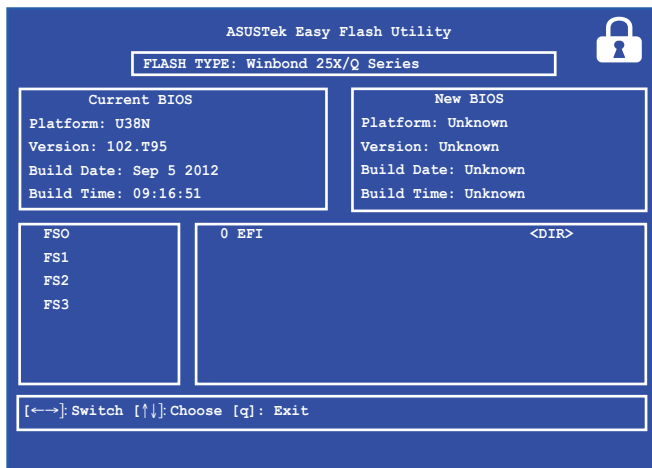 ASUSTek Easy Flash Utility
FLASH TYPE: Winbond 25X/Q Series
Current BIOS
Platform: U38N
Version: 102.T95
Build Date: Sep 5 2012
Build Time: 09:16:51
New BIOS
Platform: Unknown
Version: Unknown
Build Date: Unknown
Build Time: Unknown
FSO
FS1
FS2
FS3
0 EFI <DIR>
[←→]: Switch [↑↓]: Choose [q]: Exit